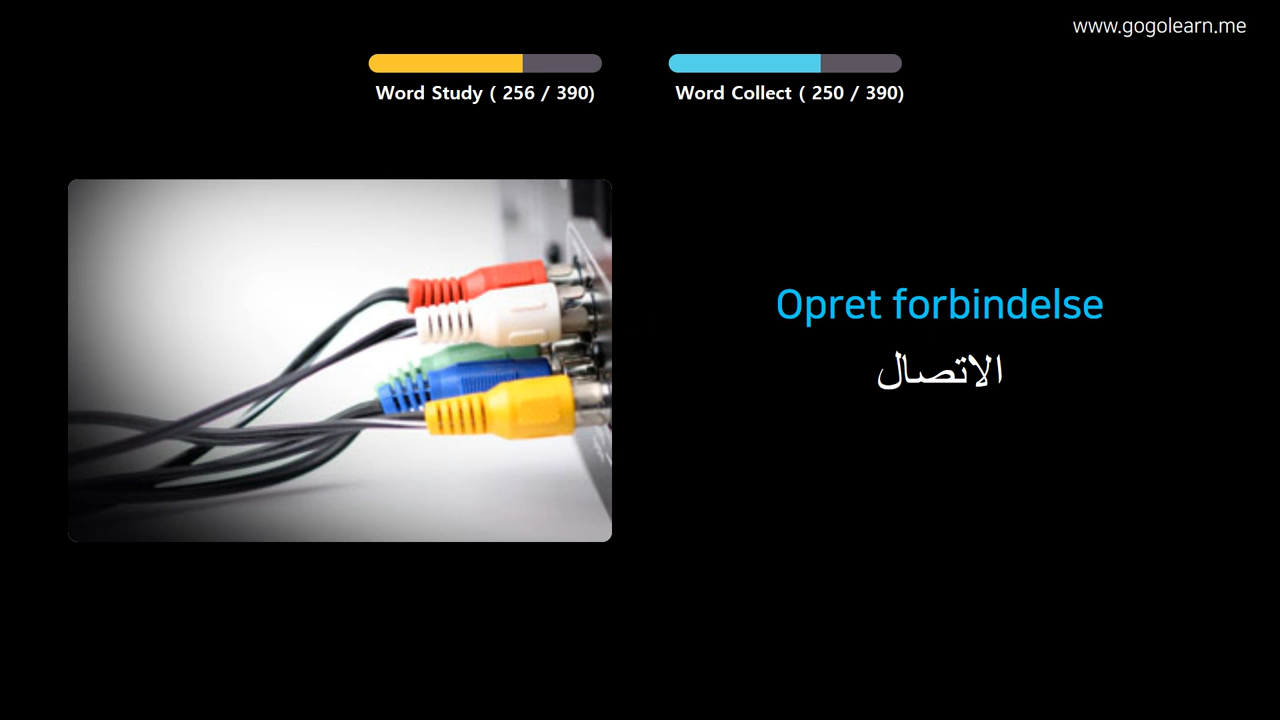 www.gogolearn.me
Word Study ( 256 / 390)
Word Collect ( 250 / 390)
Opret forbindelse
الاتصال